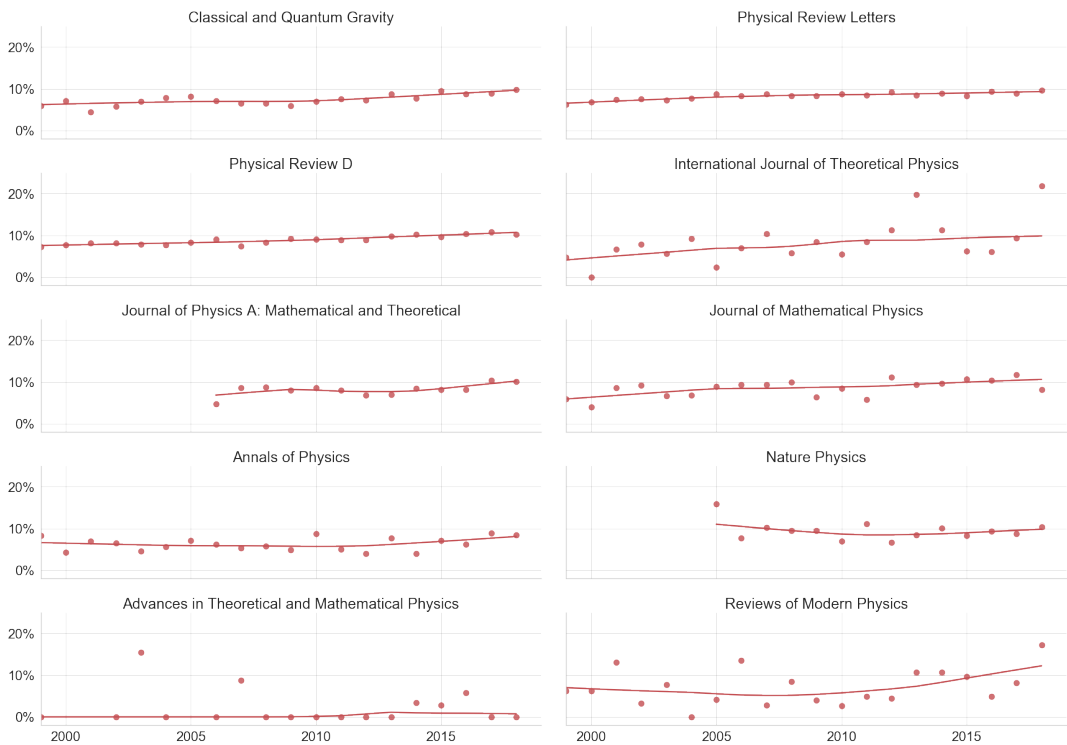 Classical and Quantum Gravity
Physical Review Letters
20%
10%
0%
Physical Review D
International Journal of Theoretical Physics
20%
10%
0%
Journal of Physics A: Mathematical and Theoretical
Journal of Mathematical Physics
20%
10%
0%
Annals of Physics
Nature Physics
20%
10%
0%
Advances in Theoretical and Mathematical Physics
Reviews of Modern Physics
20%
10%
0%
2000 2005 2010 2015
2000 2005 2010 2015